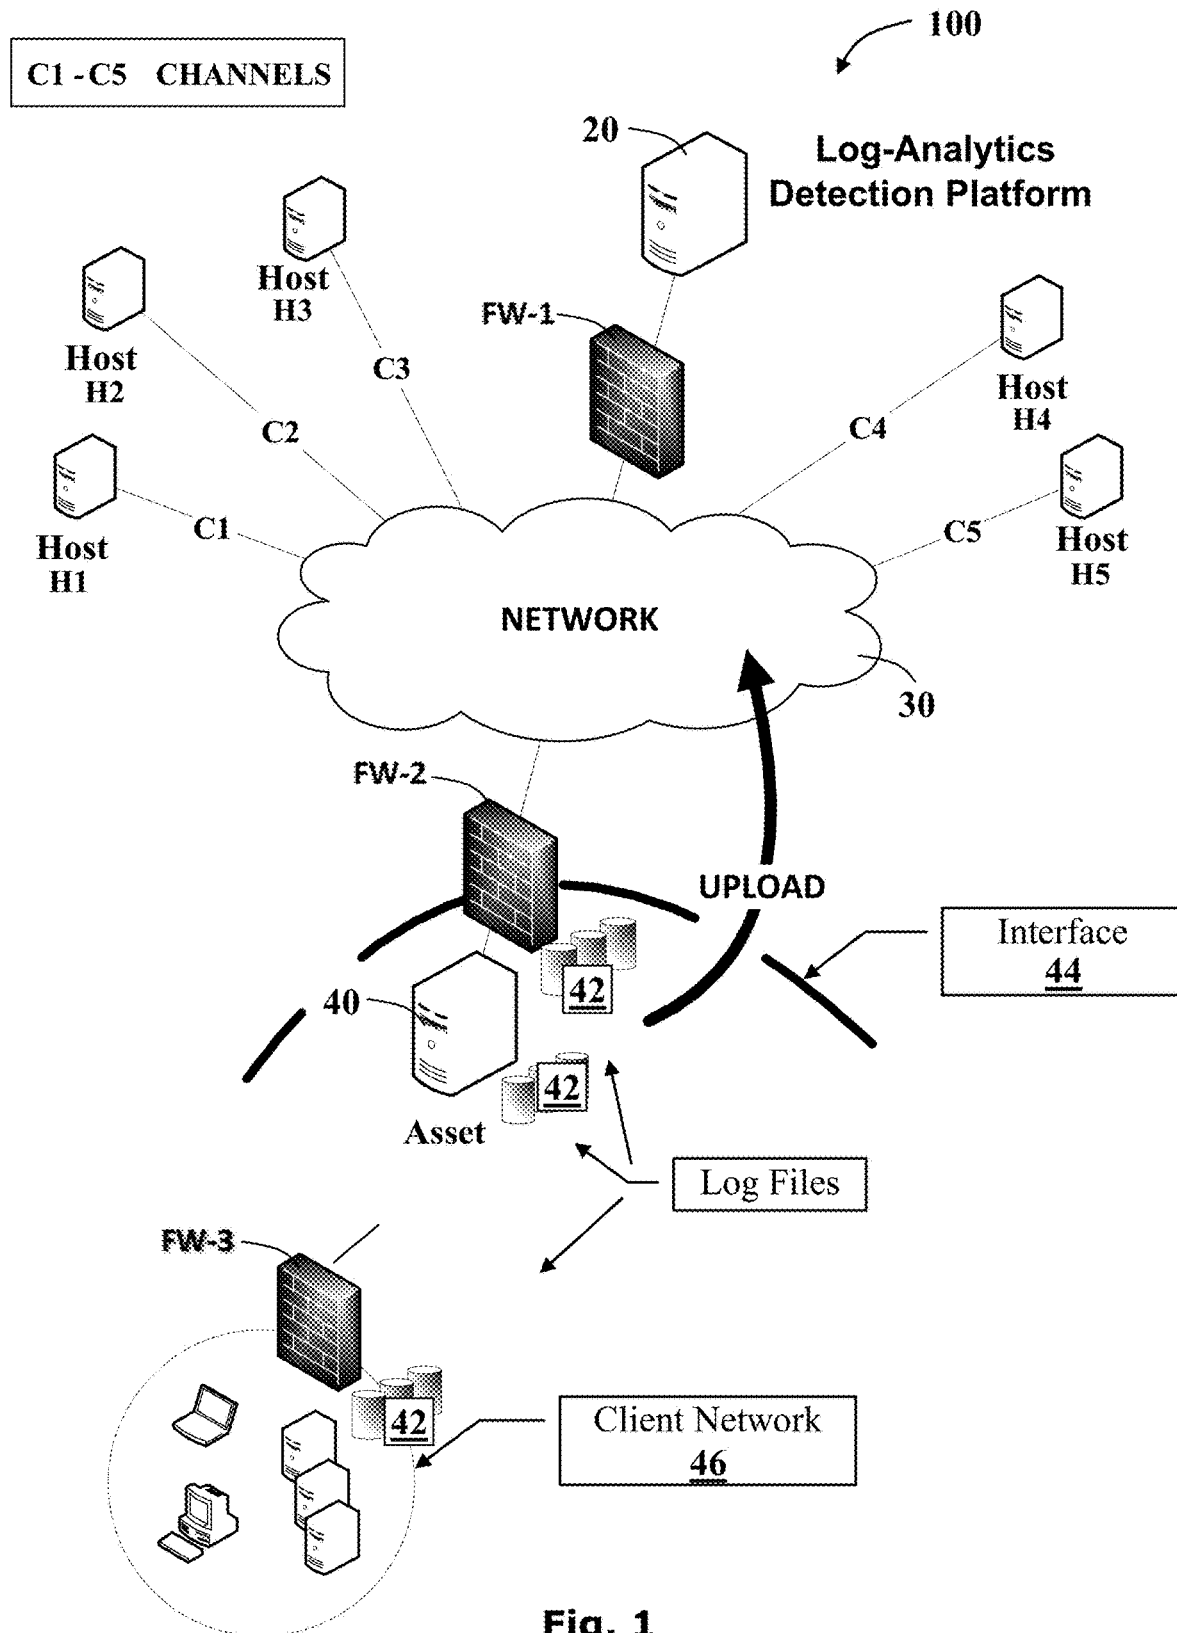 100
C1 - C5 CHANNELS
20
Log-Analytics
Detection Platform
Host
H3
FW-1
Host
H2
C3
Host
H4
C2
C4
Host
H1
C1
C5
Host
H5
NETWORK
30
FW-2
UPLOAD
Interface
44
40
42
42
Asset
Log Files
FW-3
42
Client Network
46
Fig. 1